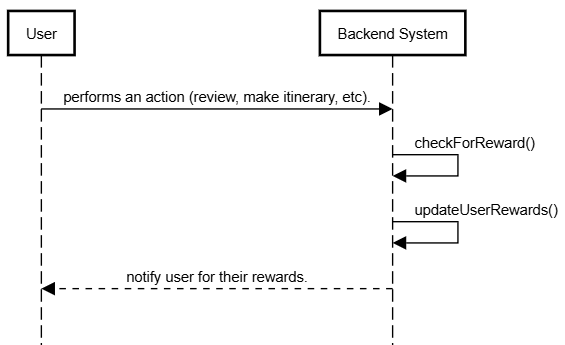 User
Backend System
performs an action (review, make itinerary, etc).
checkForReward()
updateUserRewards()
notify user for their rewards.